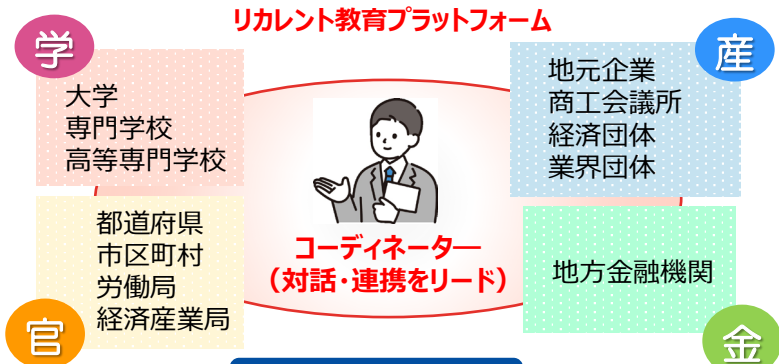 リカレント教育プラットフォーム
学
大学
専門学校
高等専門学校
産
地元企業
商工会議所
経済団体
業界団体
コーディネーター
（対話・連携をリード）
官
都道府県
市区町村
労働局
経済産業局
金
地方金融機関